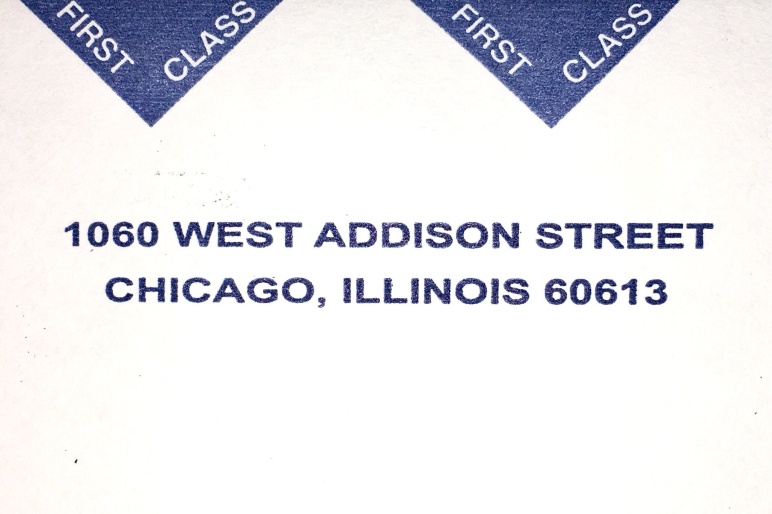 FIRST CLASS FIRST CLASS
1060 WEST ADDISON STREET
CHICAGO, ILLINOIS 60613